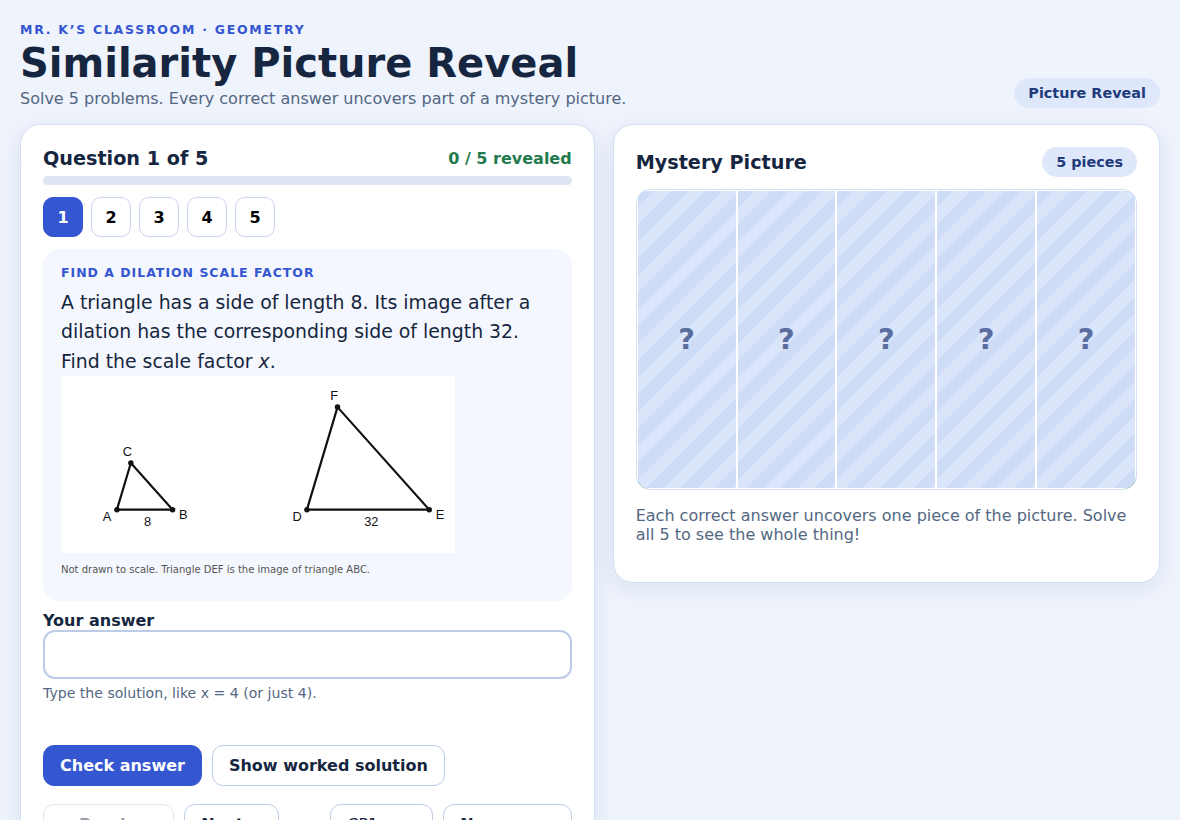 MR. K’S CLASSROOM · GEOMETRY
Similarity Picture Reveal
Solve 5 problems. Every correct answer uncovers part of a mystery picture.
Picture Reveal
Question 1 of 5
0 / 5 revealed
1 2 3 4 5
FIND A DILATION SCALE FACTOR
A triangle has a side of length 8. Its image after a
dilation has the corresponding side of length 32.
Find the scale factor x.
F
C
A 8 B
D 32 E
Not drawn to scale. Triangle DEF is the image of triangle ABC.
Your answer
Type the solution, like x = 4 (or just 4).
Check answer
Show worked solution
Mystery Picture
5 pieces
? ? ? ? ?
Each correct answer uncovers one piece of the picture. Solve
all 5 to see the whole thing!